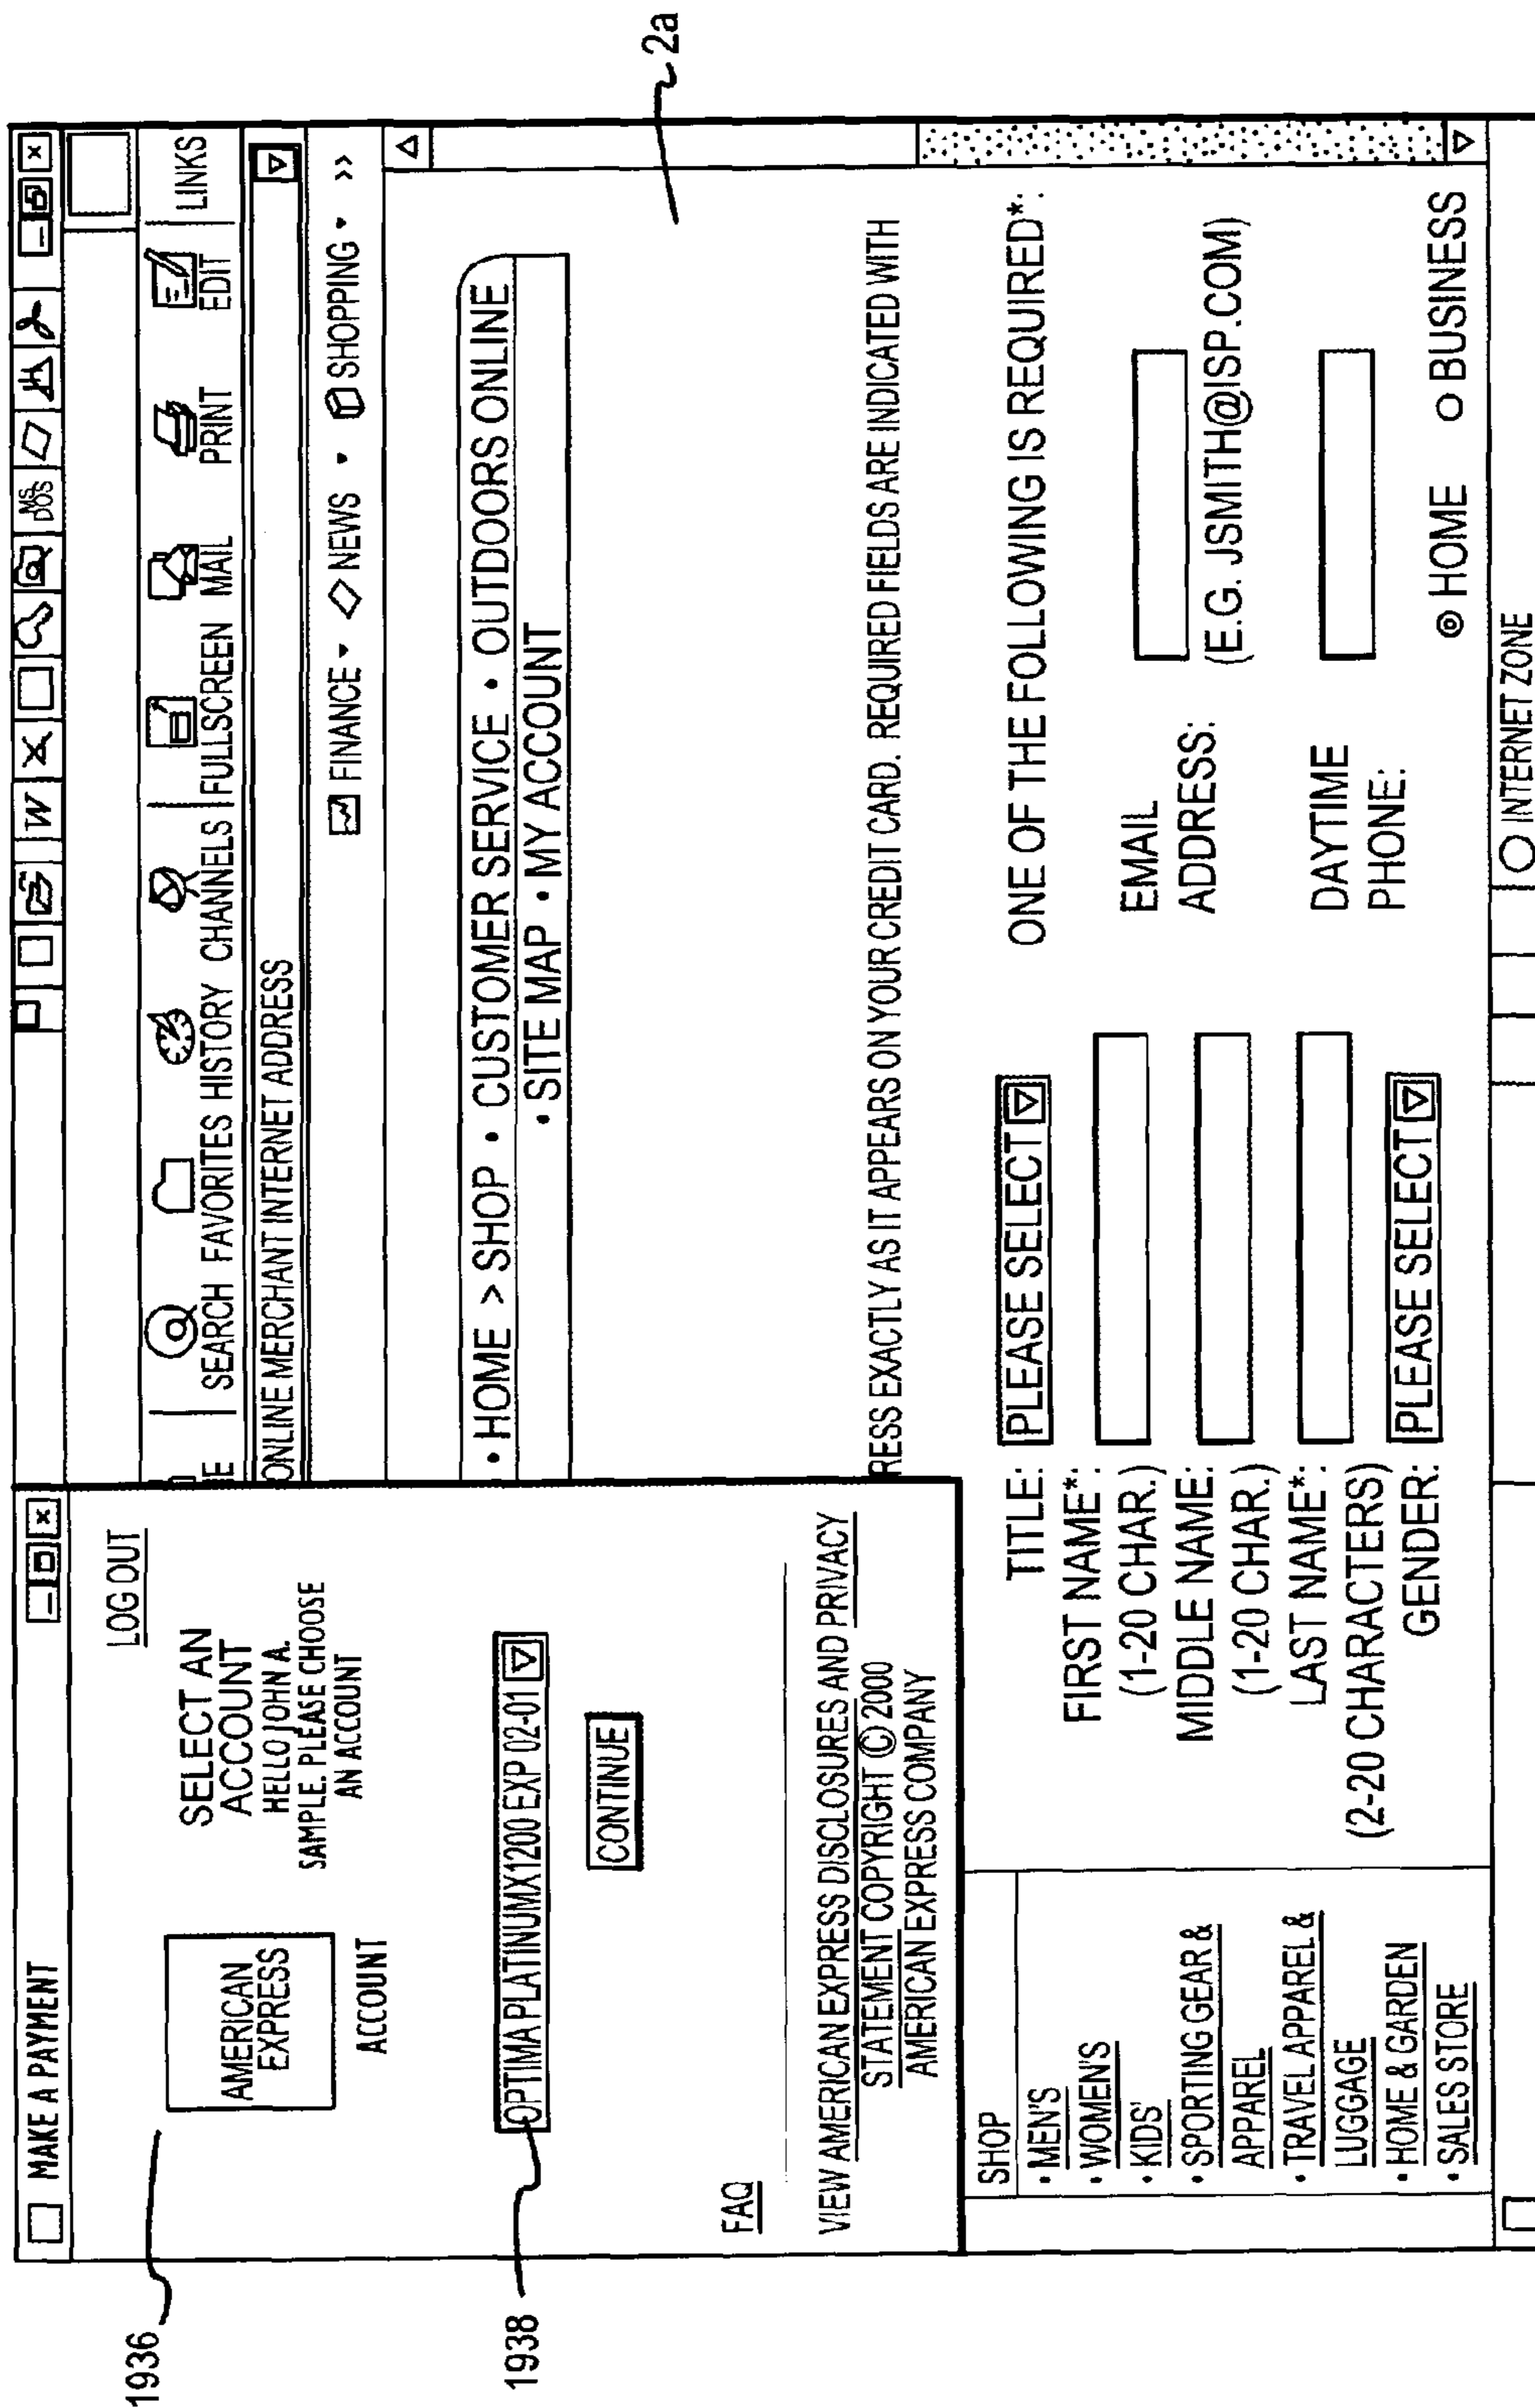 1936
1938
2a
MAKE A PAYMENT
LOG OUT
AMERICAN
EXPRESS
ACCOUNT
SELECT AN
ACCOUNT
HELLO JOHN A.
SAMPLE. PLEASE CHOOSE
AN ACCOUNT
OPTIMA PLATINUMX1200 EXP 02-01
CONTINUE
FAQ
VIEW AMERICAN EXPRESS DISCLOSURES AND PRIVACY
STATEMENT COPYRIGHT © 2000
AMERICAN EXPRESS COMPANY
W
MS
DOS
SEARCH FAVORITES HISTORY CHANNELS FULLSCREEN MAIL PRINT EDIT LINKS
ONLINE MERCHANT INTERNET ADDRESS
FINANCE • NEWS • SHOPPING • >>
• HOME > SHOP • CUSTOMER SERVICE • OUTDOORS ONLINE
• SITE MAP • MY ACCOUNT
RESS EXACTLY AS IT APPEARS ON YOUR CREDIT CARD. REQUIRED FIELDS ARE INDICATED WITH
SHOP
• MEN'S
• WOMEN'S
• KIDS'
• SPORTING GEAR &
APPAREL
• TRAVEL APPAREL &
LUGGAGE
• HOME & GARDEN
• SALES STORE
TITLE: PLEASE SELECT
FIRST NAME*:
(1-20 CHAR.)
MIDDLE NAME:
(1-20 CHAR.)
LAST NAME*:
(2-20 CHARACTERS)
GENDER: PLEASE SELECT
ONE OF THE FOLLOWING IS REQUIRED*:
EMAIL
ADDRESS:
(E.G. JSMITH@ISP.COM)
DAYTIME
PHONE:
HOME BUSINESS
INTERNET ZONE